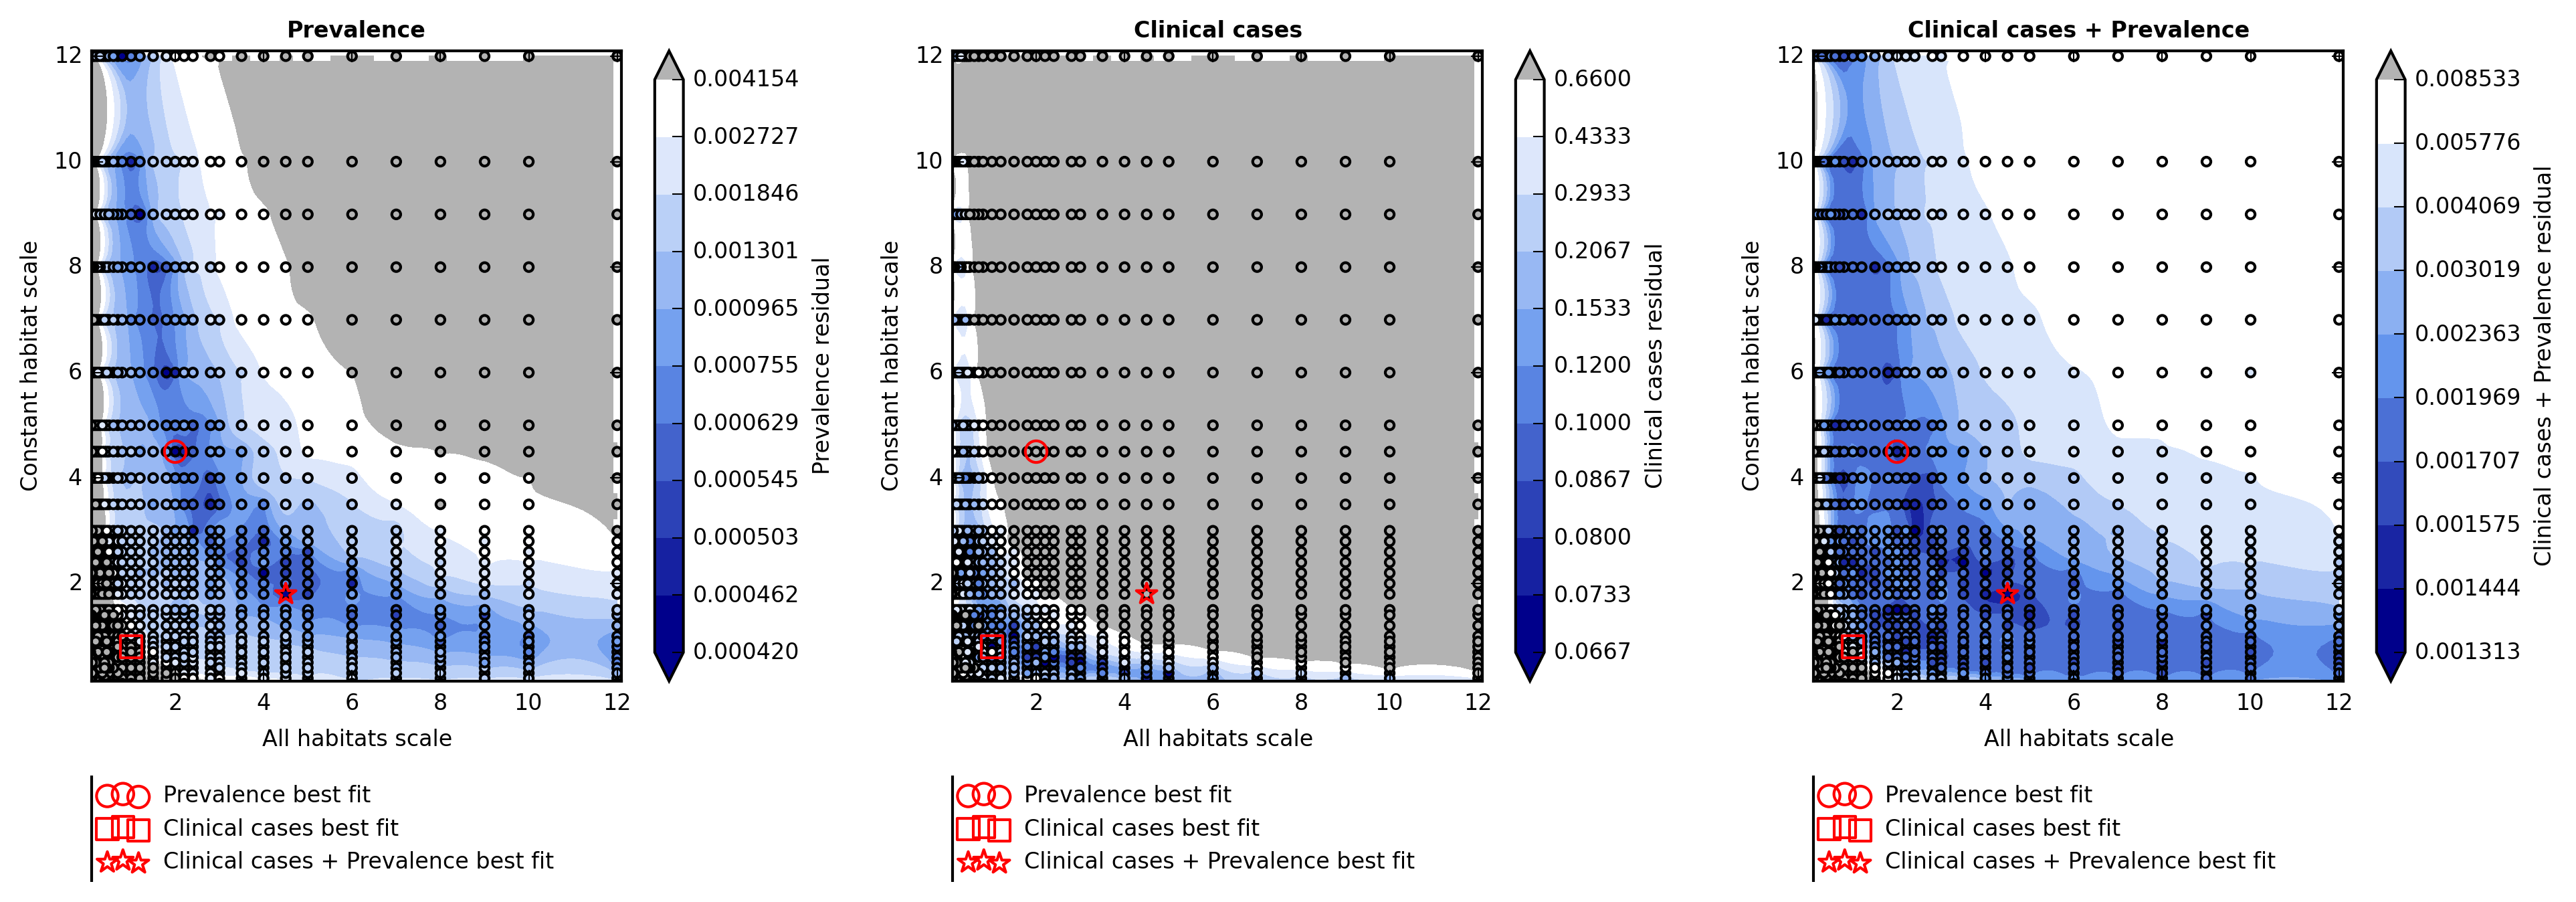 Prevalence
Clinical cases
Clinical cases + Prevalence
12
10
8
6
4
2
Constant habitat scale
2 4 6 8 10 12
All habitats scale
0.004154
0.002727
0.001846
0.001301
0.000965
0.000755
0.000629
0.000545
0.000503
0.000462
0.000420
Prevalence residual
12
10
8
6
4
2
Constant habitat scale
2 4 6 8 10 12
All habitats scale
0.6600
0.4333
0.2933
0.2067
0.1533
0.1200
0.1000
0.0867
0.0800
0.0733
0.0667
Clinical cases residual
12
10
8
6
4
2
Constant habitat scale
2 4 6 8 10 12
All habitats scale
0.008533
0.005776
0.004069
0.003019
0.002363
0.001969
0.001707
0.001575
0.001444
0.001313
Clinical cases + Prevalence residual
Prevalence best fit
Clinical cases best fit
Clinical cases + Prevalence best fit
Prevalence best fit
Clinical cases best fit
Clinical cases + Prevalence best fit
Prevalence best fit
Clinical cases best fit
Clinical cases + Prevalence best fit